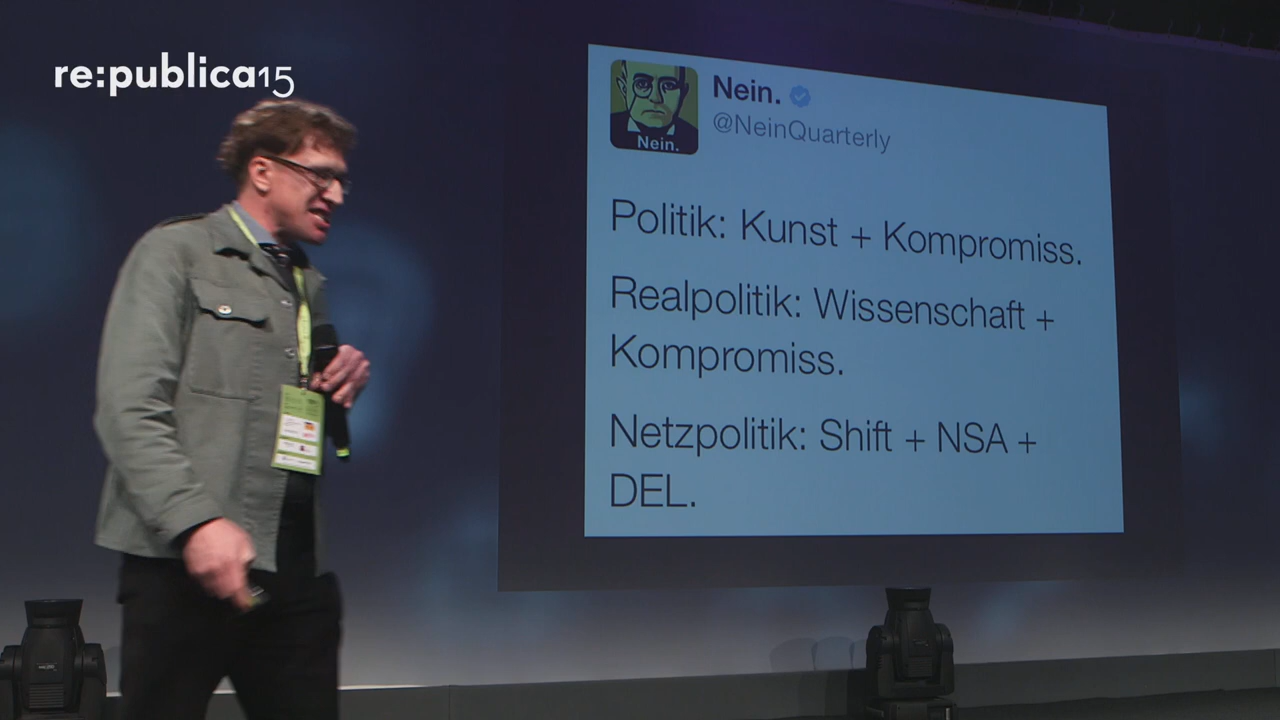 re:publica15
Nein.
@NeinQuarterly
Nein.
Politik: Kunst + Kompromiss.
Realpolitik: Wissenschaft +
Kompromiss.
Netzpolitik: Shift + NSA +
DEL.